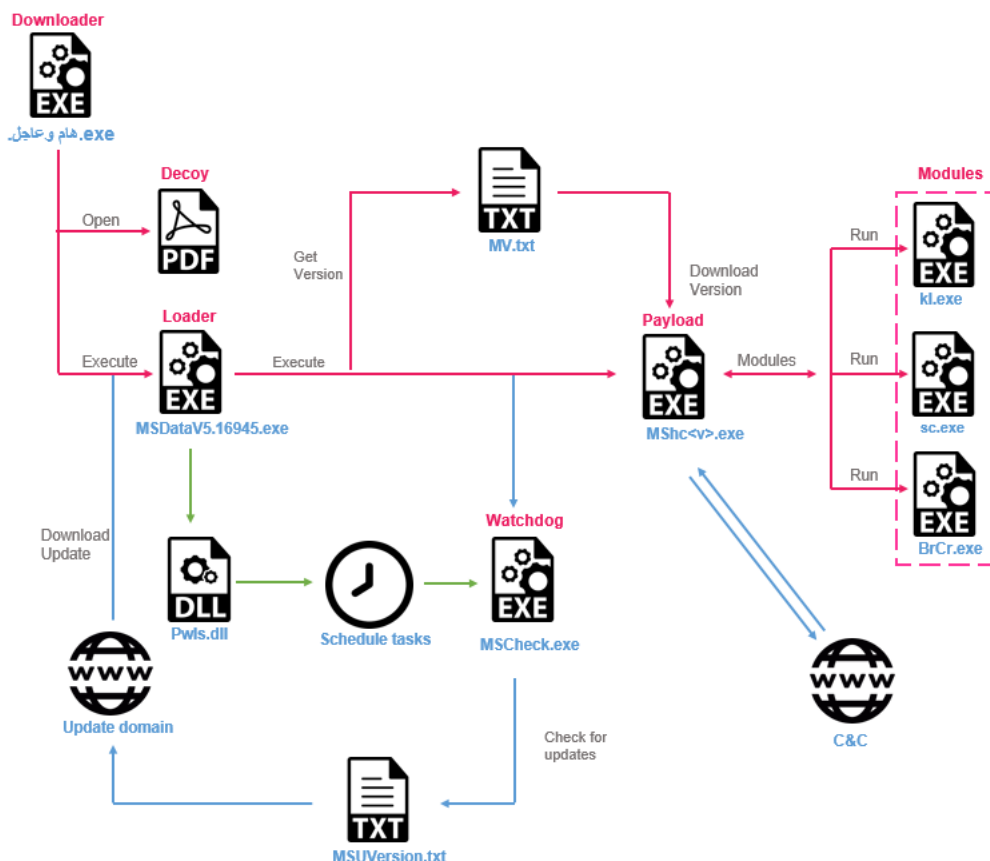 Downloader
EXE
هام وعاجل.exe
Decoy
Open
PDF
TXT
MV.txt
Modules
Run
EXE
kl.exe
Get
Version
Download
Version
Loader
Execute
EXE
MSDataV5.16945.exe
Execute
Payload
EXE
MShc<v>.exe
Modules
Run
EXE
sc.exe
Run
EXE
BrCr.exe
Download
Update
DLL
Pwls.dll
Schedule tasks
Watchdog
EXE
MSCheck.exe
WWW
Update domain
WWW
C&C
Check for
updates
TXT
MSUVersion.txt